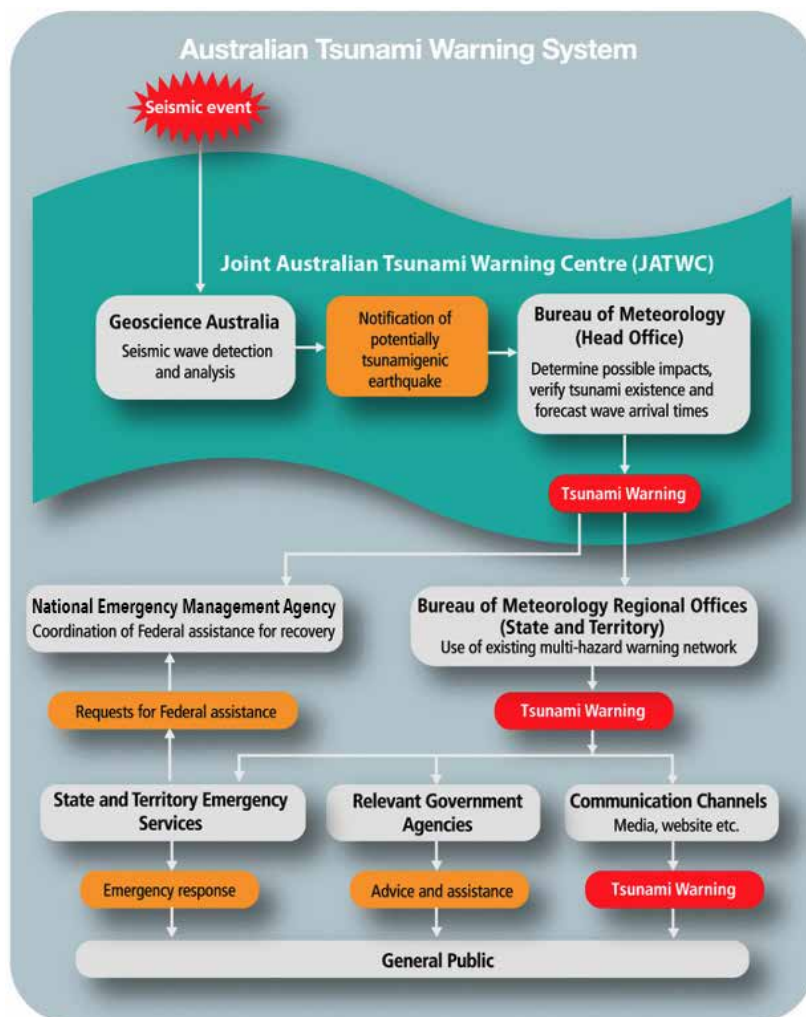 Australian Tsunami Warning System
Seismic event
Joint Australian Tsunami Warning Centre (JATWC)
Geoscience Australia
Seismic wave detection
and analysis
Notification of
potentially
tsunamigenic
earthquake
Bureau of Meteorology
(Head Office)
Determine possible impacts,
verify tsunami existence and
forecast wave arrival times
Tsunami Warning
National Emergency Management Agency
Coordination of Federal assistance for recovery
Bureau of Meteorology Regional Offices
(State and Territory)
Use of existing multi-hazard warning network
Requests for Federal assistance
Tsunami Warning
State and Territory Emergency
Services
Relevant Government
Agencies
Communication Channels
Media, website etc.
Emergency response
Advice and assistance
Tsunami Warning
General Public